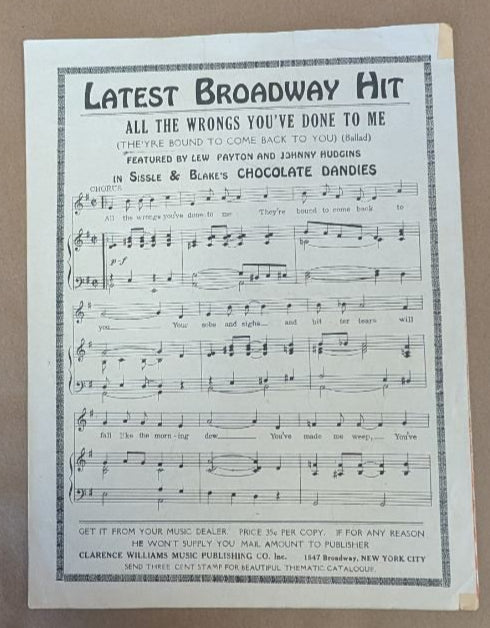 LATEST BROADWAY HIT
ALL THE WRONGS YOU'VE DONE TO ME
(THEY'RE BOUND TO COME BACK TO YOU) (Ballad)
FEATURED BY LEW PAYTON AND JOHNNY HUDGINS
IN SISSLE & BLAKE'S CHOCOLATE DANDIES
CHORUS
All the wrongs you've done to me They're bound to come back to
p-f
you Your sobs and sighs and bit - ter tears will
fall like the morn - ing dew You've made me weep, You've
GET IT FROM YOUR MUSIC DEALER. PRICE 35c PER COPY. IF FOR ANY REASON
HE WON'T SUPPLY YOU MAIL AMOUNT TO PUBLISHER
CLARENCE WILLIAMS MUSIC PUBLISHING CO. Inc. 1547 Broadway, NEW YORK CITY
SEND THREE CENT STAMP FOR BEAUTIFUL THEMATIC CATALOGUE.